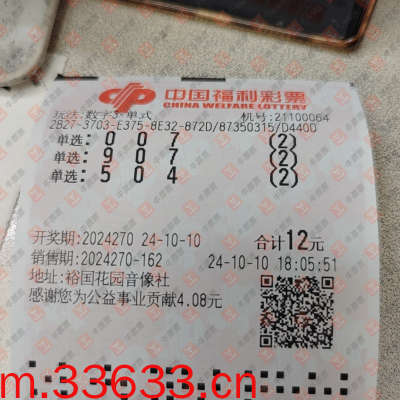 中国福利彩票
CHINA WELFARE LOTTERY
玩法:数字3-单式 机号:21100064
2B27-3703-E375-8E32-872D/87350315/D440D
单选: 0 0 7 (2)
单选: 9 0 7 (2)
单选: 5 0 4 (2)
开奖期:2024270 24-10-10 合计12元
销售期:2024270-162 24-10-10 18:05:51
地址:裕国花园音像社
感谢您为公益事业贡献4.08元
m.33633.cn